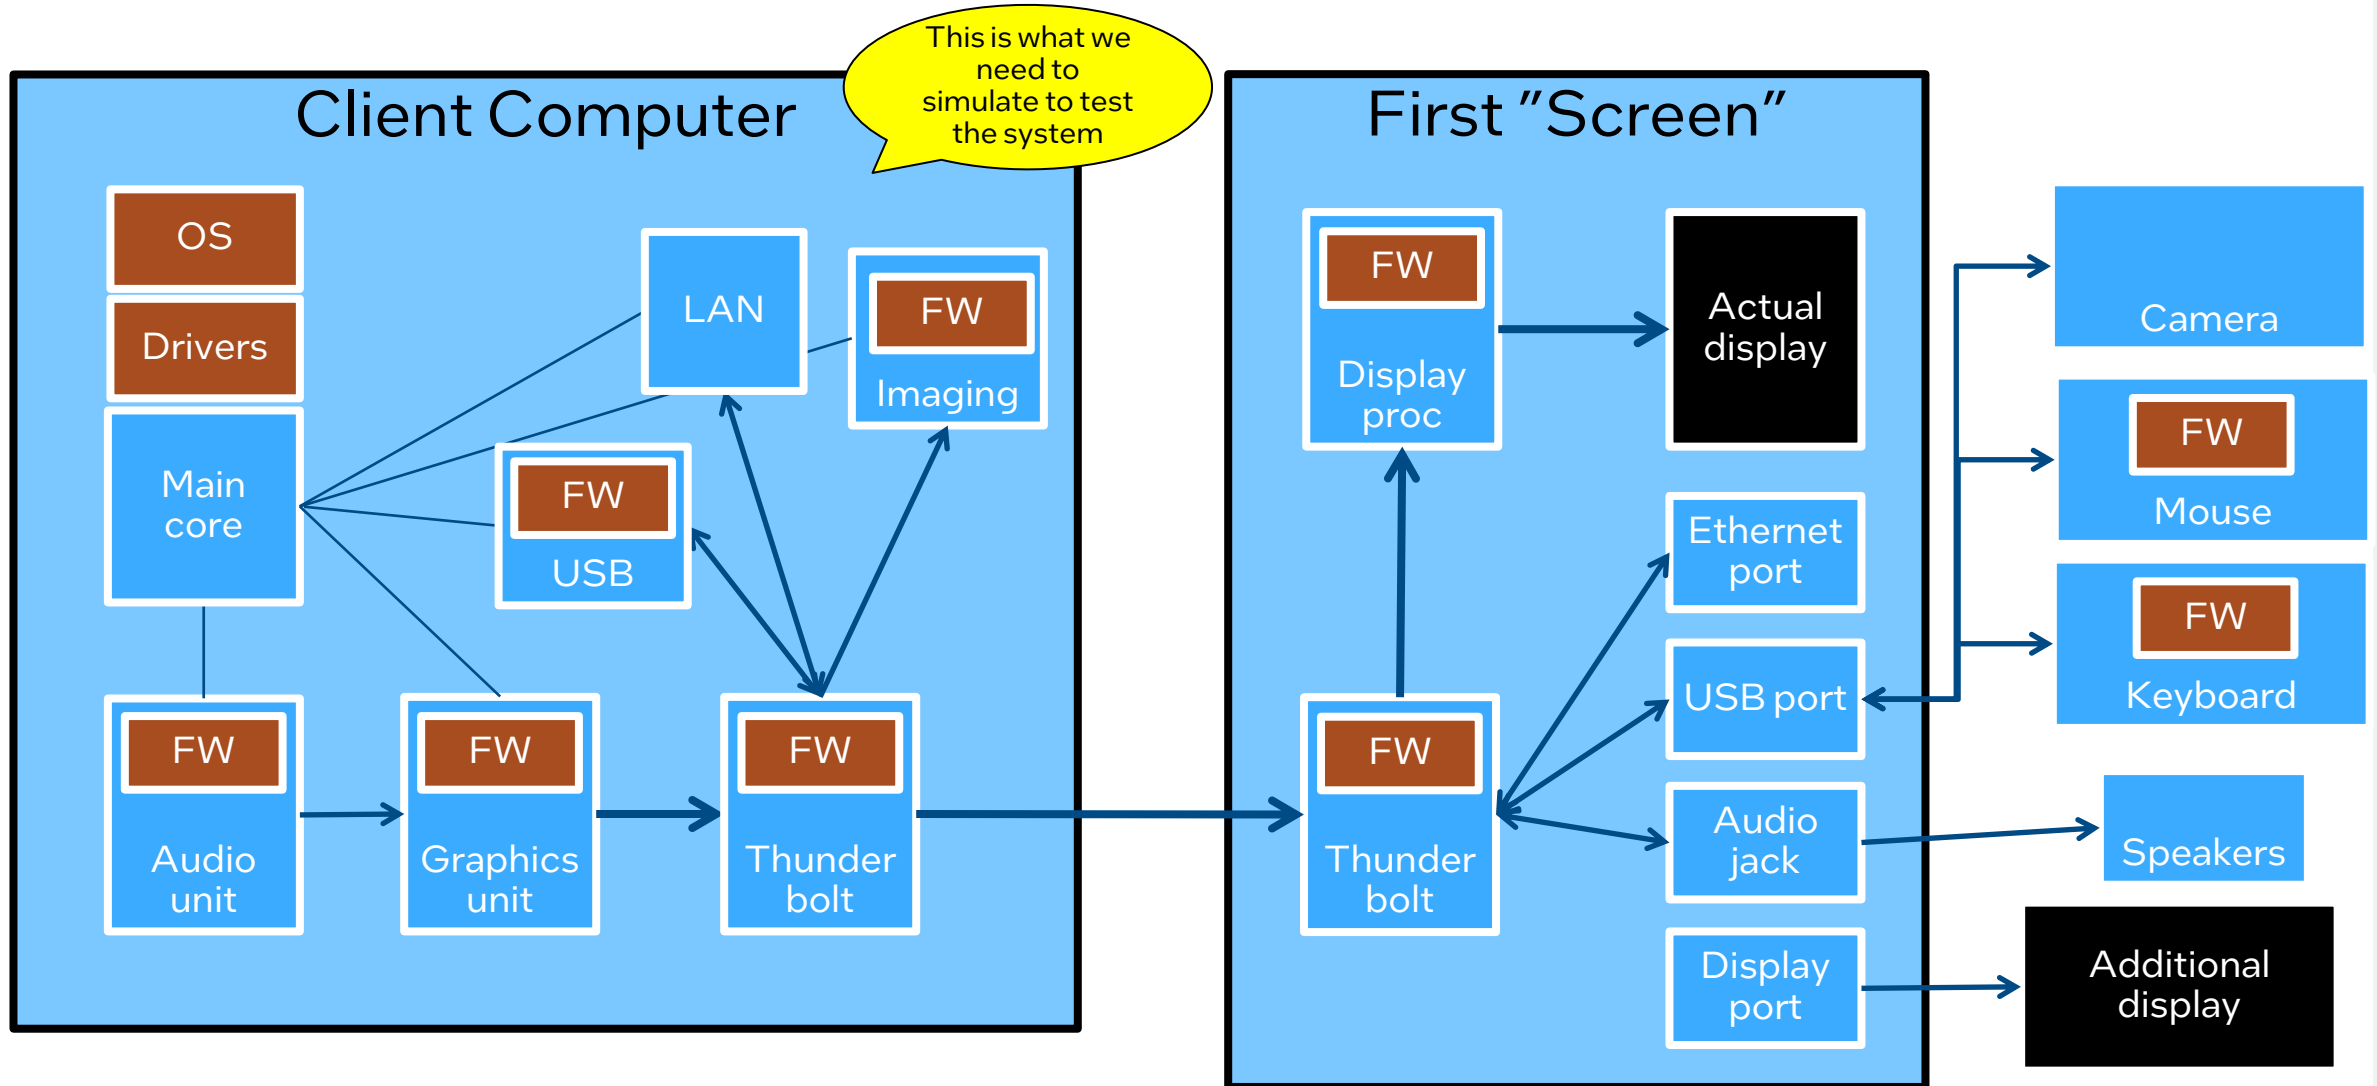 This is what we
need to
simulate to test
the system
Client Computer
OS
Drivers
Main
core
LAN
FW
Imaging
FW
USB
FW
Audio
unit
FW
Graphics
unit
FW
Thunder
bolt
First ”Screen”
FW
Display
proc
Actual
display
Ethernet
port
USB port
FW
Thunder
bolt
Audio
jack
Display
port
Camera
FW
Mouse
FW
Keyboard
Speakers
Additional
display